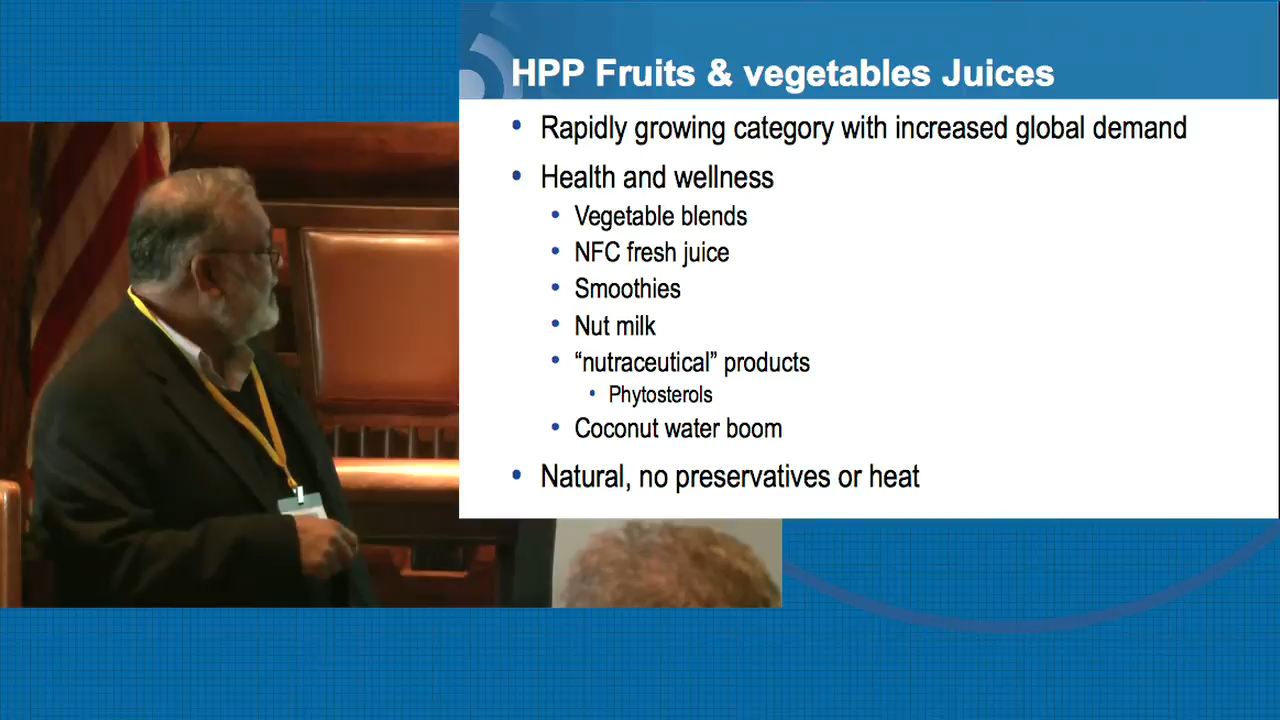 HPP Fruits & vegetables Juices
• Rapidly growing category with increased global demand
• Health and wellness
• Vegetable blends
• NFC fresh juice
• Smoothies
• Nut milk
• “nutraceutical” products
• Phytosterols
• Coconut water boom
• Natural, no preservatives or heat